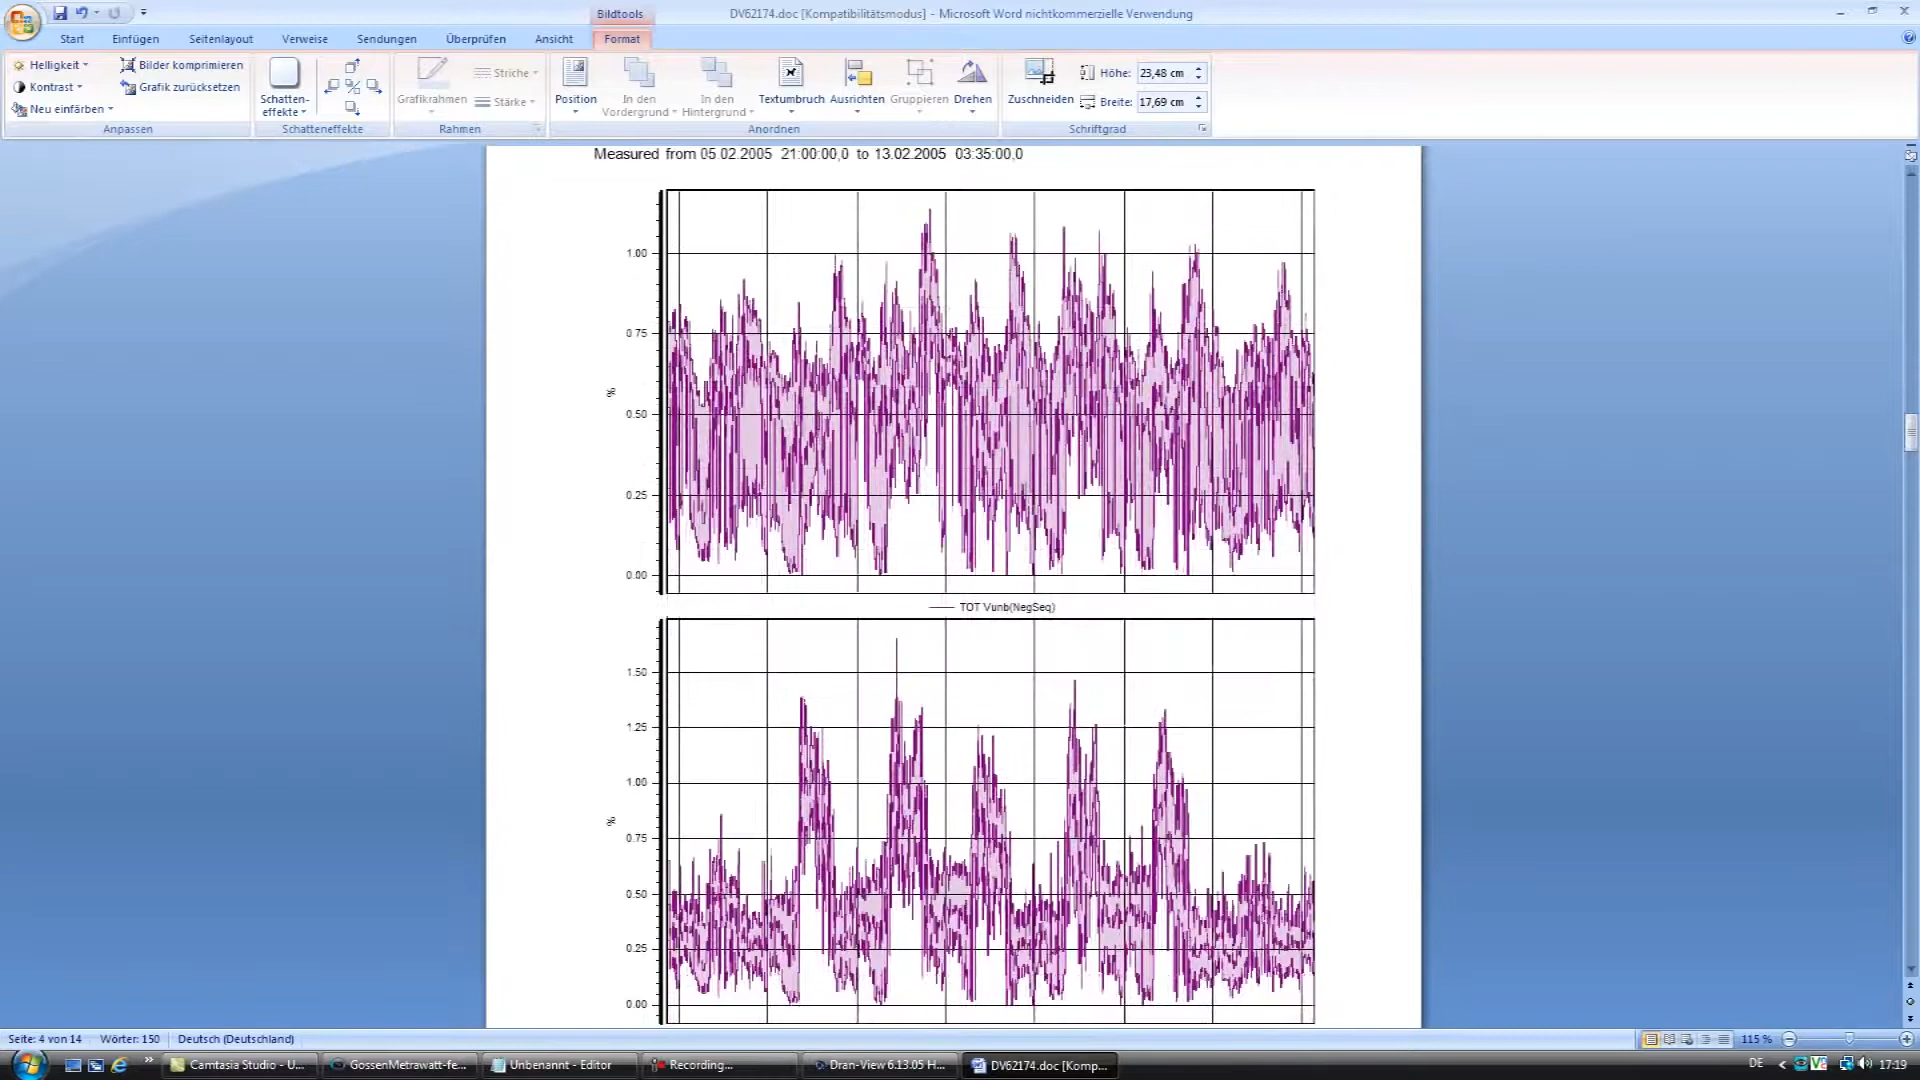 Bildtools
DV62174.doc [Kompatibilitätsmodus] - Microsoft Word nichtkommerzielle Verwendung
Start Einfügen Seitenlayout Verweise Sendungen Überprüfen Ansicht Format
Helligkeit
Kontrast
Neu einfärben
Bilder komprimieren
Grafik zurücksetzen
Anpassen
Schatten-
effekte
Schatteneffekte
Grafikrahmen
Striche
Stärke
Rahmen
Position
In den
Vordergrund
In den
Hintergrund
Textumbruch
Ausrichten
Gruppieren
Drehen
Anordnen
Zuschneiden
Höhe: 23,48 cm
Breite: 17,69 cm
Schriftgrad
Measured from 05.02.2005 21:00:00,0 to 13.02.2005 03:35:00,0
1.00
0.75
%
0.50
0.25
0.00
TOT Vunb(NegSeq)
1.50
1.25
1.00
%
0.75
0.50
0.25
0.00
Seite: 4 von 14 Wörter: 150 Deutsch (Deutschland)
115 %
Camtasia Studio - U...
GossenMetrawatt-fe...
Unbenannt - Editor
Recording...
Dran-View 6.13.05 H...
DV62174.doc [Komp...
DE
17:19